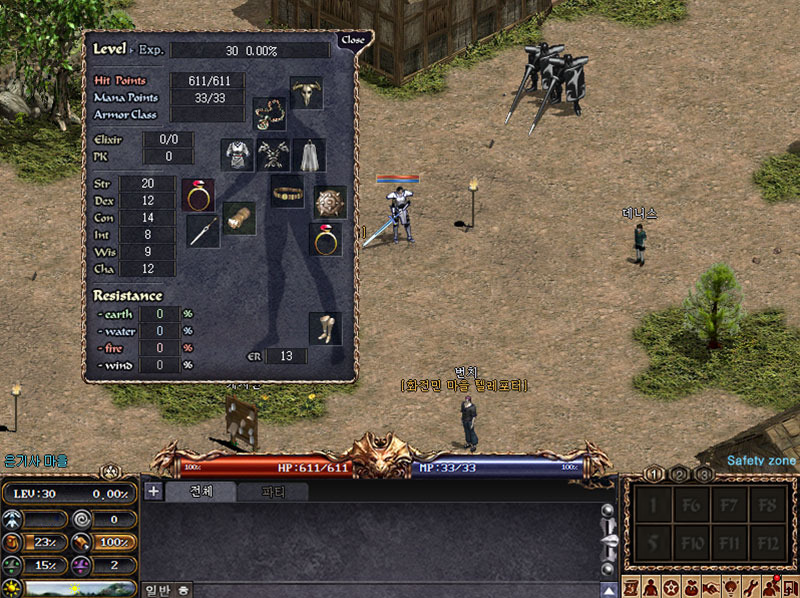 Close
Level · Exp. 30 0.00%
Hit Points 611/611
Mana Points 33/33
Armor Class
Elixir 0/0
PK 0
Str 20
Dex 12
Con 14
Int 8
Wis 9
Cha 12
Resistance
- earth 0 %
- water 0 %
- fire 0 %
- wind 0 %
ER 13
데니스
번치
[화전민 마을 텔레포터]
은기사 마을
Safety zone
100% HP:611/611
MP:33/33 100%
LEV:30 0.00%
0
23% 100%
15% 2
+ 전체 파티
일반
1 2 3
1 F6 F7 F8
5 F10 F11 F12